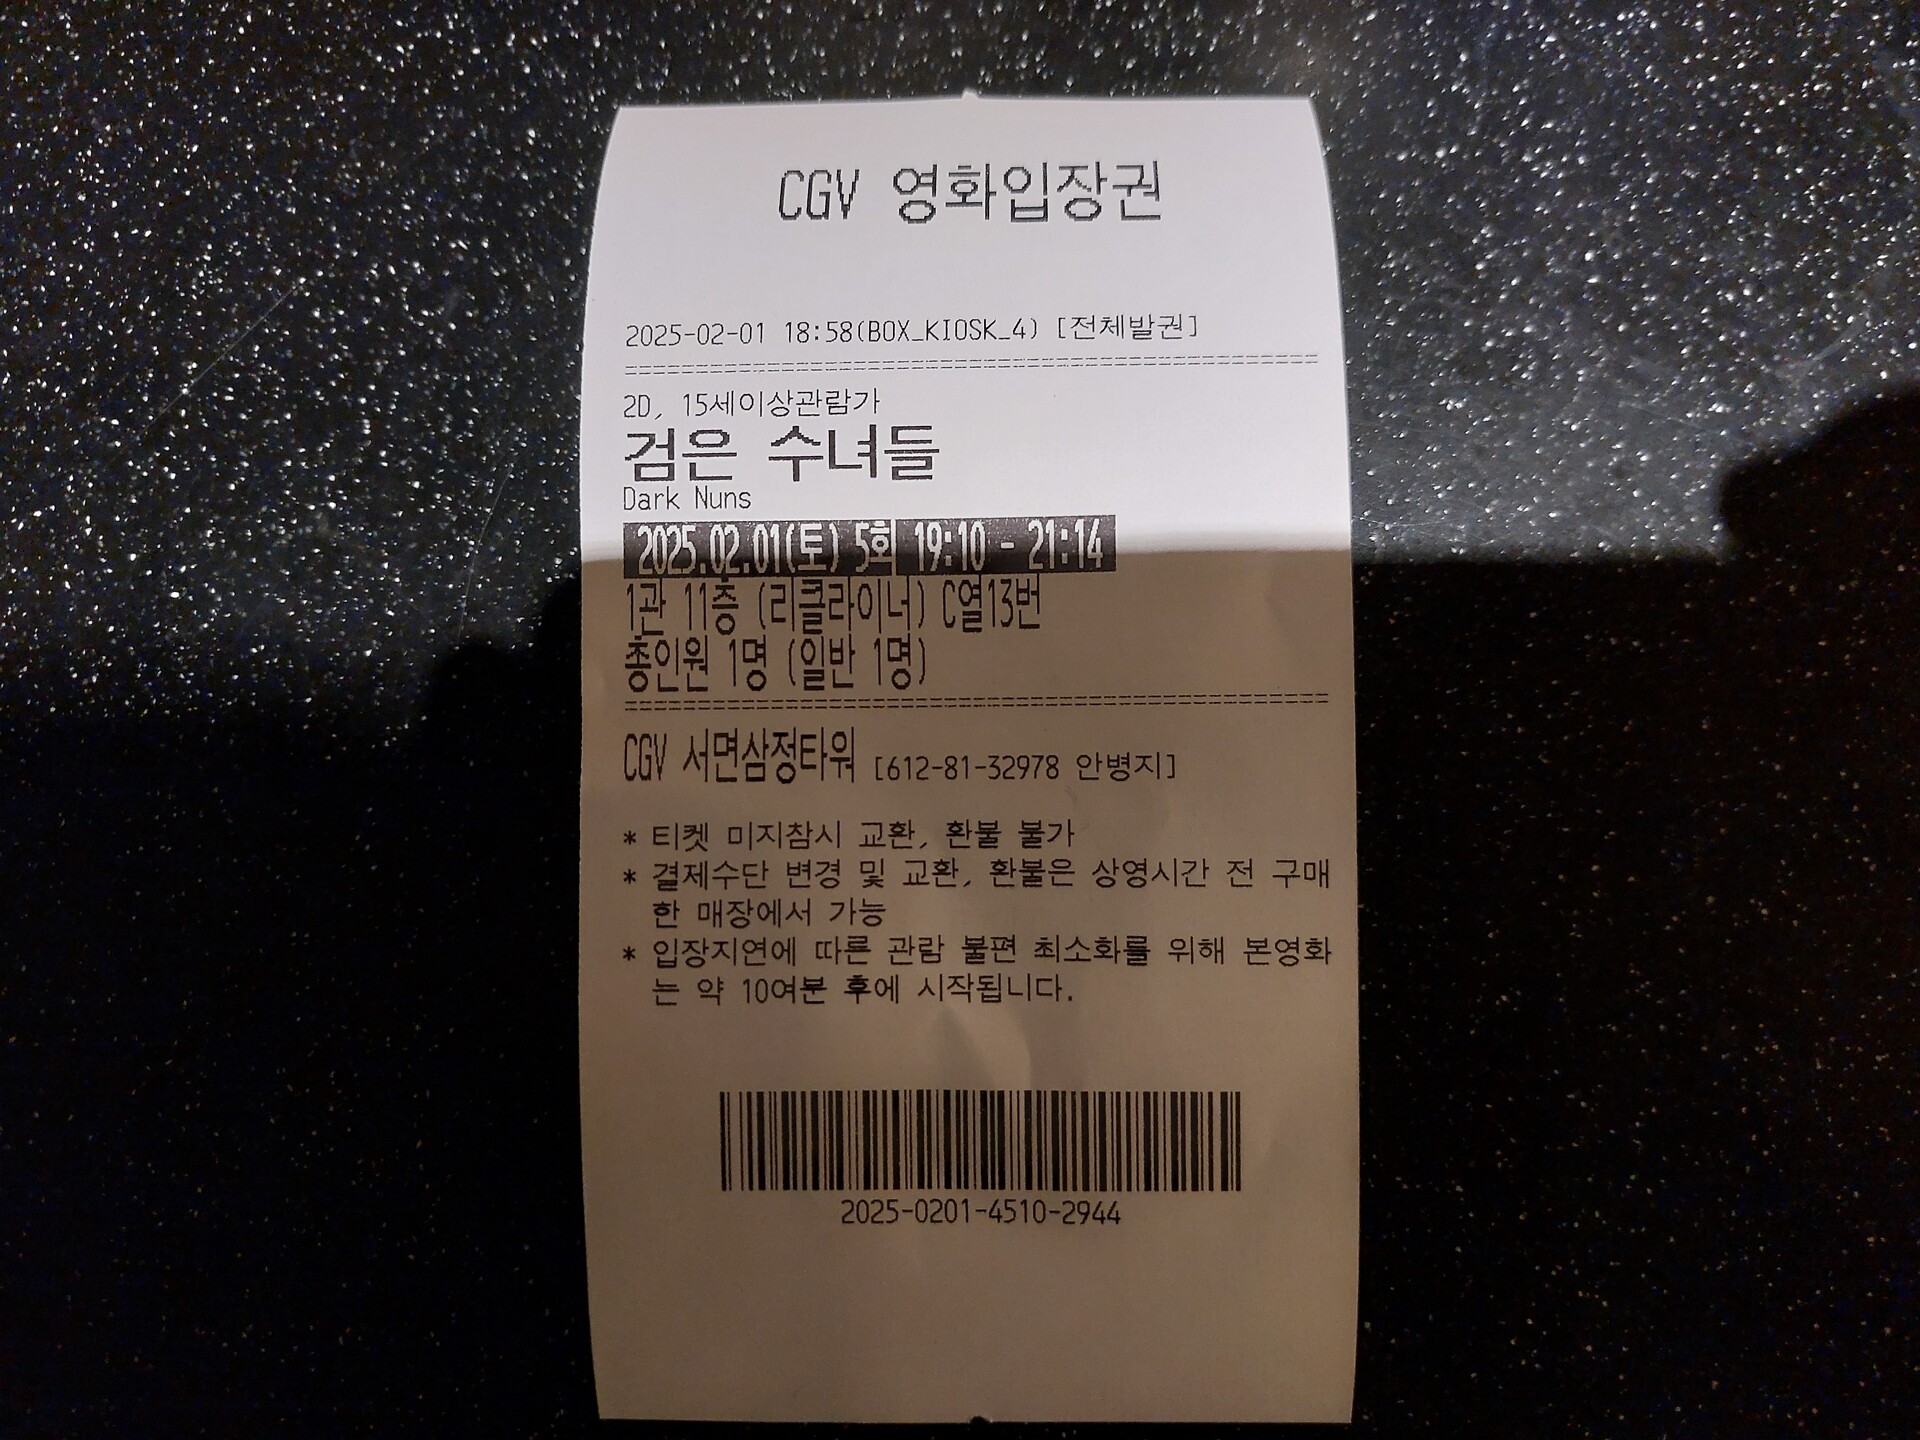 CGV 영화입장권
2025-02-01 18:58(BOX_KIOSK_4) [전체발권]
================================================
2D, 15세이상관람가
검은 수녀들
Dark Nuns
2025.02.01(토) 5회 19:10 - 21:14
1관 11층 (리클라이너) C열13번
총인원 1명 (일반 1명)
================================================
CGV 서면삼정타워 [612-81-32978 안병지]
* 티켓 미지참시 교환, 환불 불가
* 결제수단 변경 및 교환, 환불은 상영시간 전 구매
한 매장에서 가능
* 입장지연에 따른 관람 불편 최소화를 위해 본영화
는 약 10여분 후에 시작됩니다.
2025-0201-4510-2944